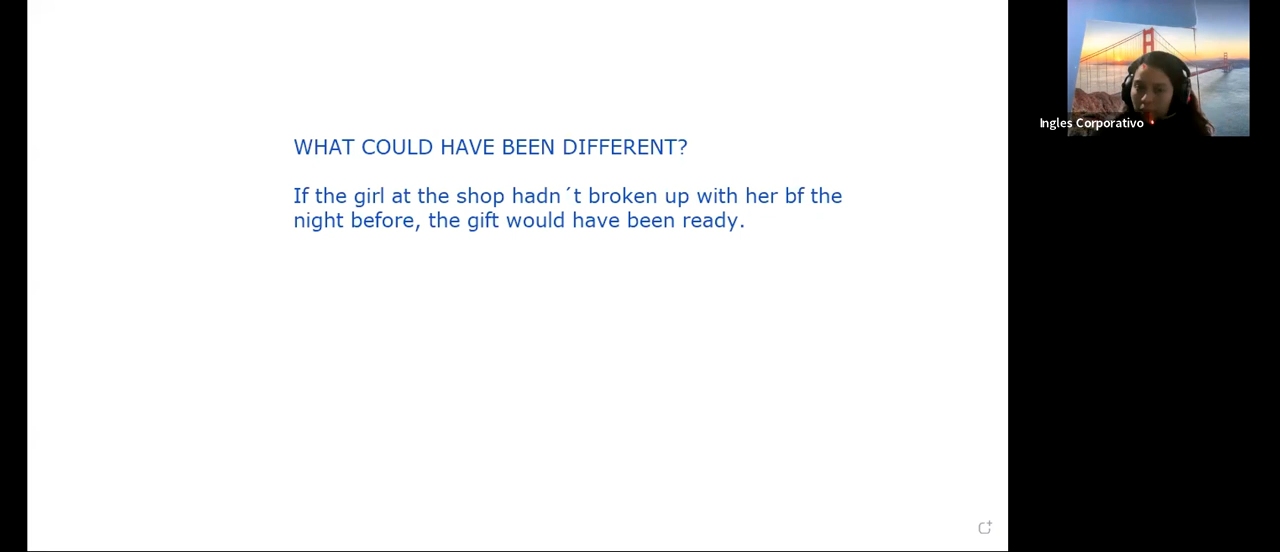 WHAT COULD HAVE BEEN DIFFERENT?
If the girl at the shop hadn´t broken up with her bf the
night before, the gift would have been ready.
Ingles Corporativo